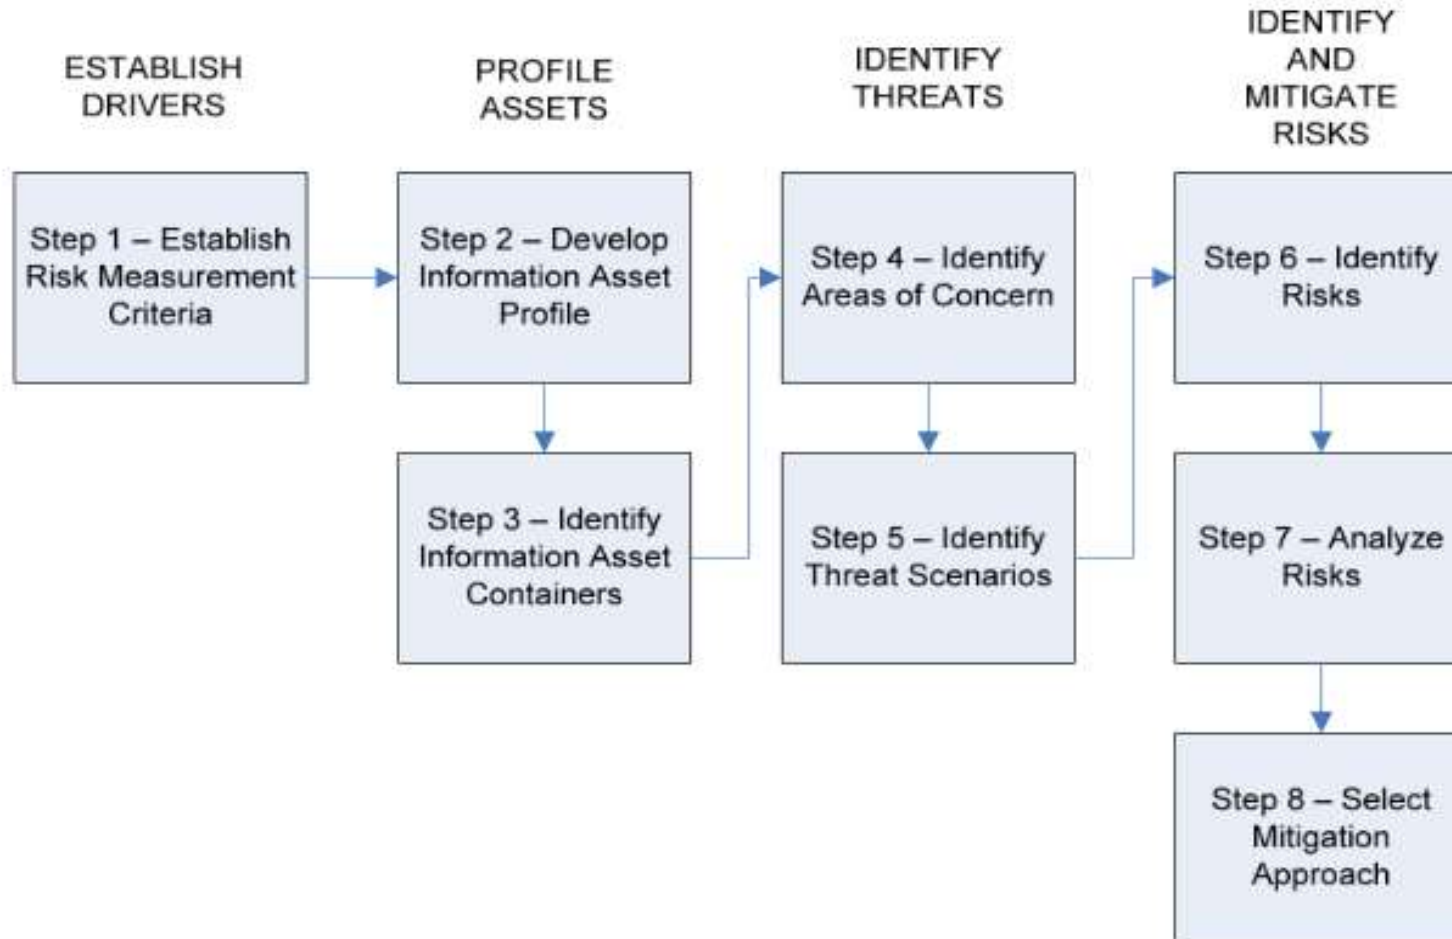 ESTABLISH
DRIVERS
PROFILE
ASSETS
IDENTIFY
THREATS
IDENTIFY
AND
MITIGATE
RISKS
Step 1 – Establish
Risk Measurement
Criteria
Step 2 – Develop
Information Asset
Profile
Step 3 – Identify
Information Asset
Containers
Step 4 – Identify
Areas of Concern
Step 5 – Identify
Threat Scenarios
Step 6 – Identify
Risks
Step 7 – Analyze
Risks
Step 8 – Select
Mitigation
Approach